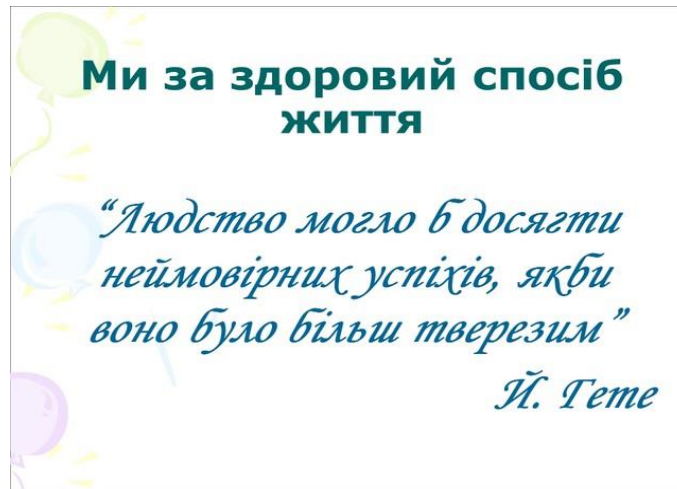 Ми за здоровий спосіб
життя
“Людство могло б досягти
неймовірних успіхів, якби
воно було більш тверезим”
Й. Гете